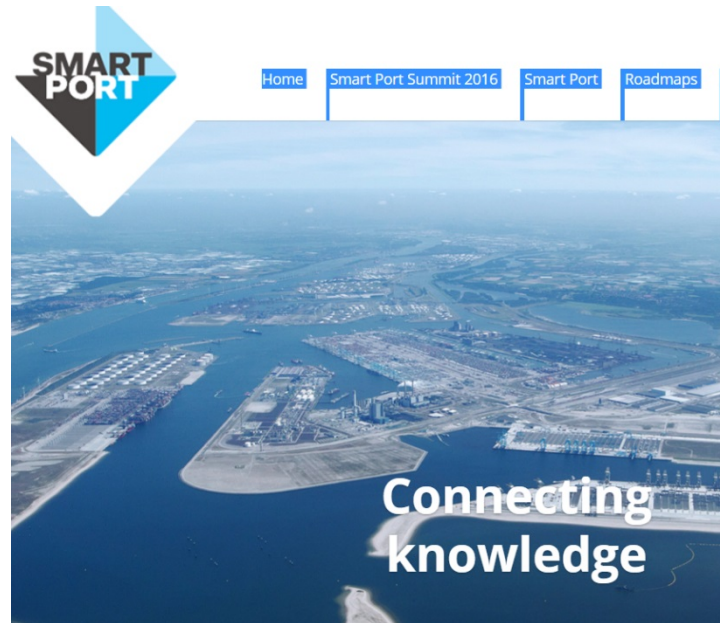 SMART
PORT
Home
Smart Port Summit 2016
Smart Port
Roadmaps
Connecting
knowledge